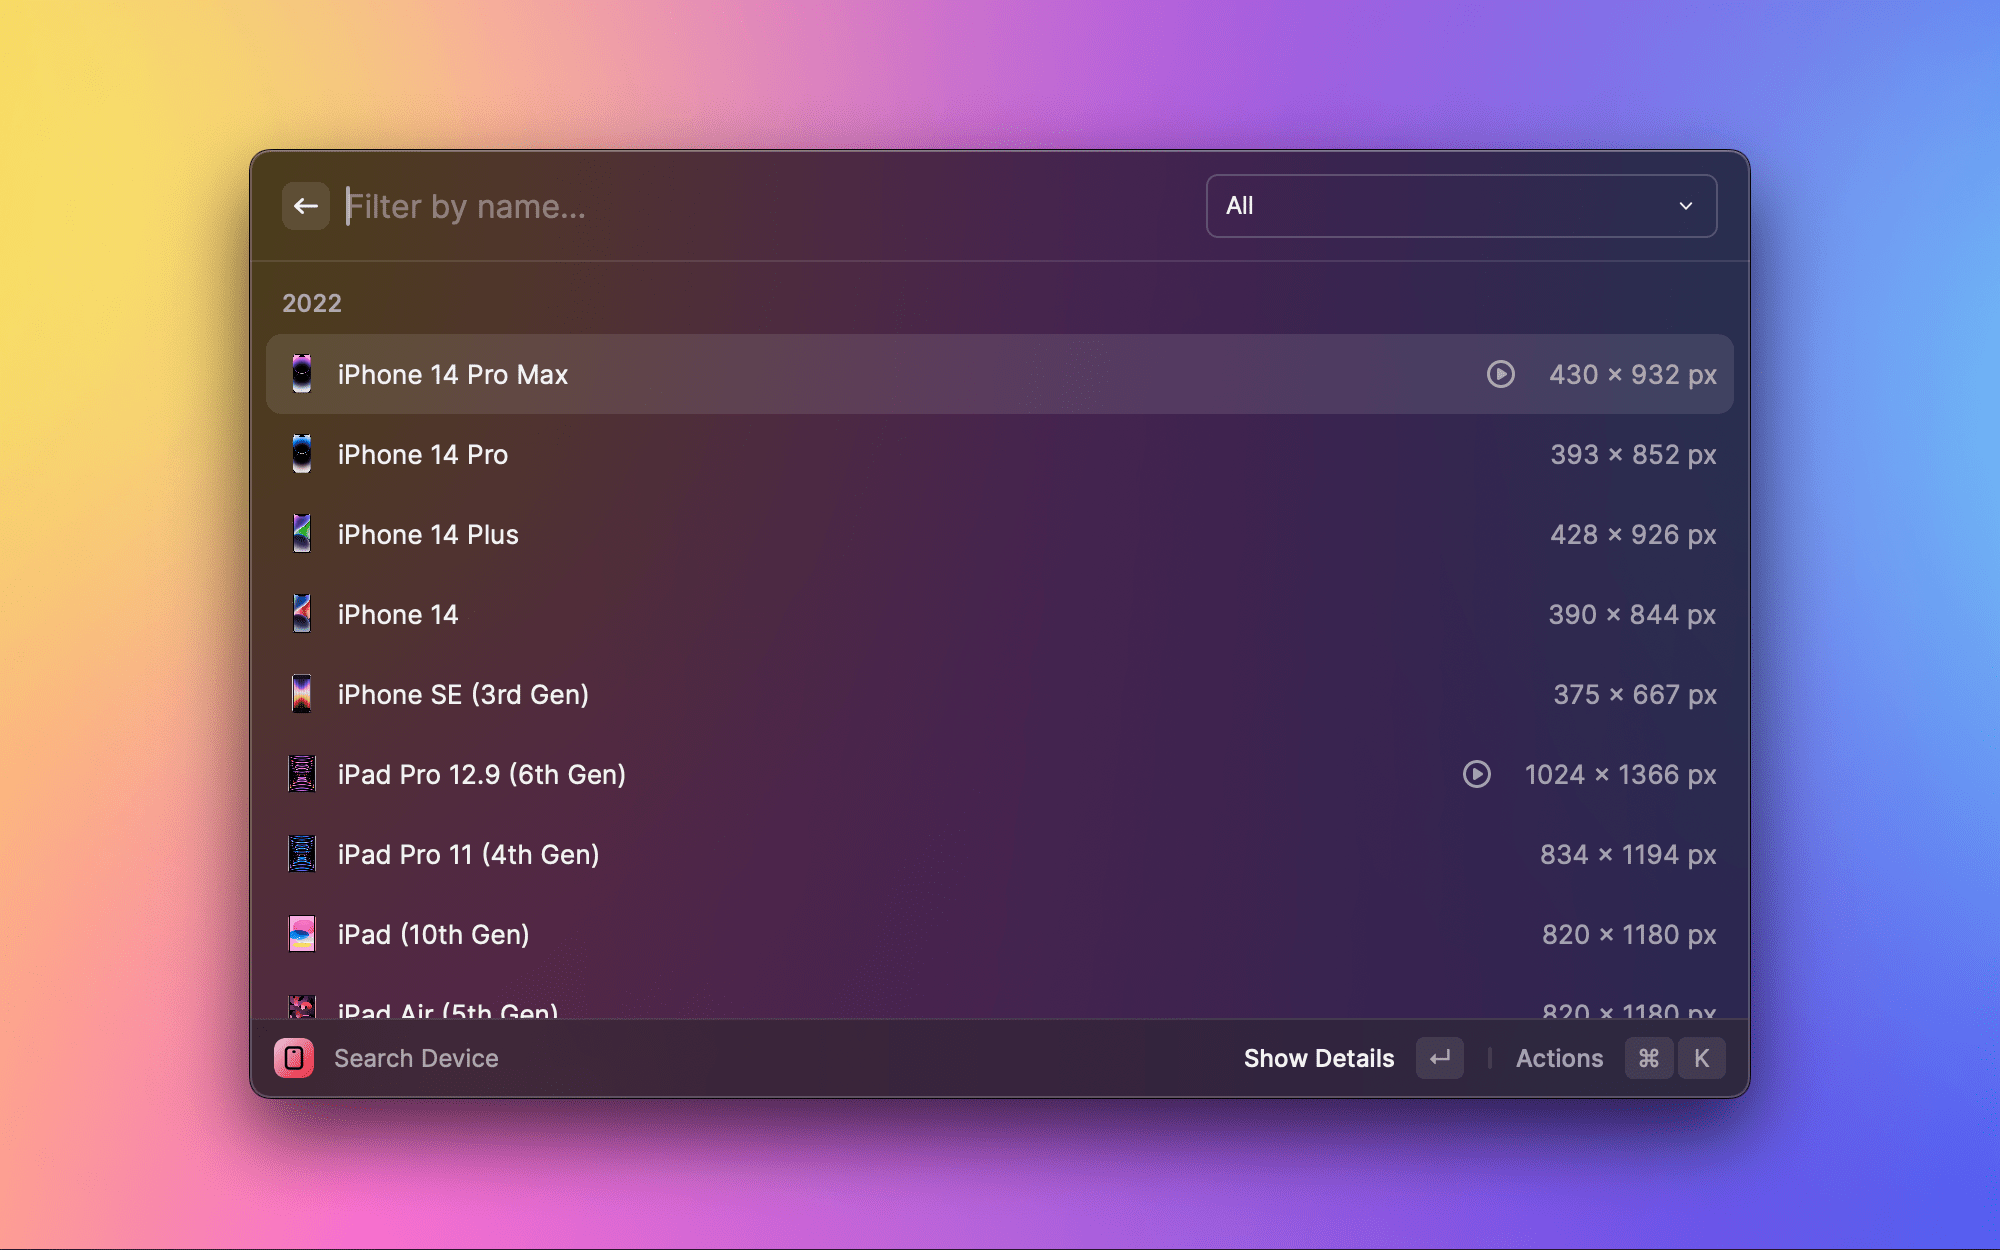 Filter by name...
All
2022
iPhone 14 Pro Max 430 × 932 px
iPhone 14 Pro 393 × 852 px
iPhone 14 Plus 428 × 926 px
iPhone 14 390 × 844 px
iPhone SE (3rd Gen) 375 × 667 px
iPad Pro 12.9 (6th Gen) 1024 × 1366 px
iPad Pro 11 (4th Gen) 834 × 1194 px
iPad (10th Gen) 820 × 1180 px
iPad Air (5th Gen) 820 × 1180 px
Search Device Show Details ↵ Actions ⌘ K